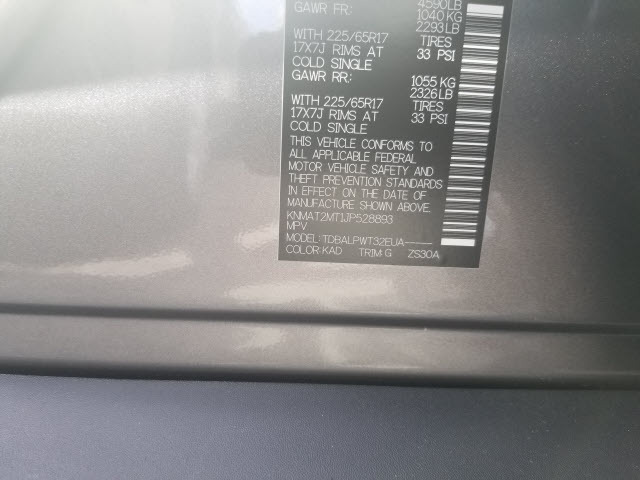 4590LB
GAWR FR: 1040 KG
2293 LB
WITH 225/65R17 TIRES
17X7J RIMS AT 33 PSI
COLD SINGLE
GAWR RR: 1055 KG
2326 LB
WITH 225/65R17 TIRES
17X7J RIMS AT 33 PSI
COLD SINGLE
THIS VEHICLE CONFORMS TO
ALL APPLICABLE FEDERAL
MOTOR VEHICLE SAFETY AND
THEFT PREVENTION STANDARDS
IN EFFECT ON THE DATE OF
MANUFACTURE SHOWN ABOVE.
KNMAT2MT1JP528893
MPV
MODEL: TDBALPWT32EUA-----
COLOR:KAD TRIM:G ZS30A